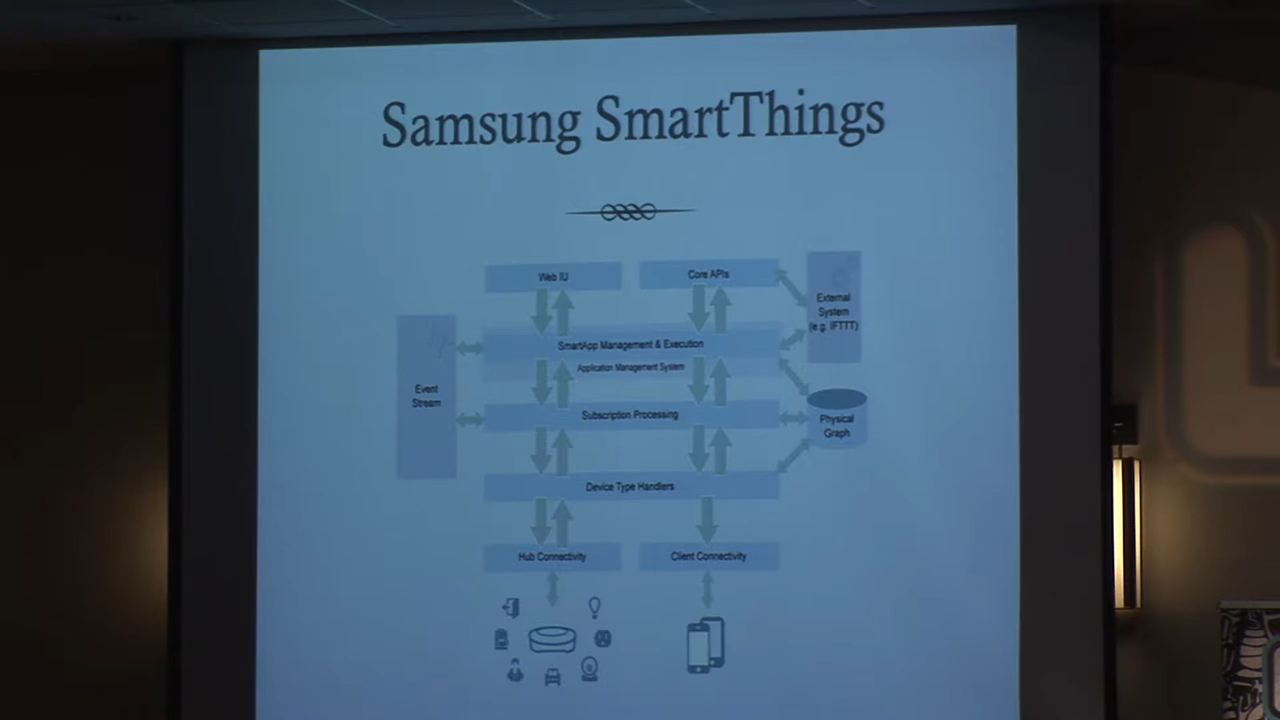 Samsung SmartThings
Web IU
Core APIs
External
System
(e.g. IFTTT)
SmartApp Management & Execution
Application Management System
Event
Stream
Subscription Processing
Physical
Graph
Device Type Handlers
Hub Connectivity
Client Connectivity